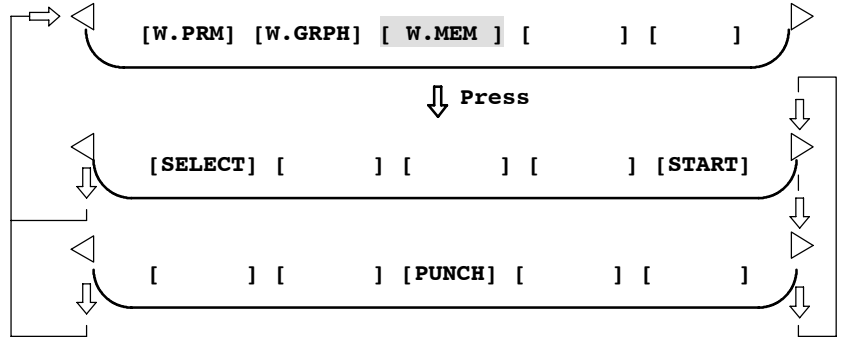 [W.PRM] [W.GRPH] [ W.MEM ] [ ] [ ]
Press
[SELECT] [ ] [ ] [ ] [START]
[ ] [ ] [PUNCH] [ ] [ ]